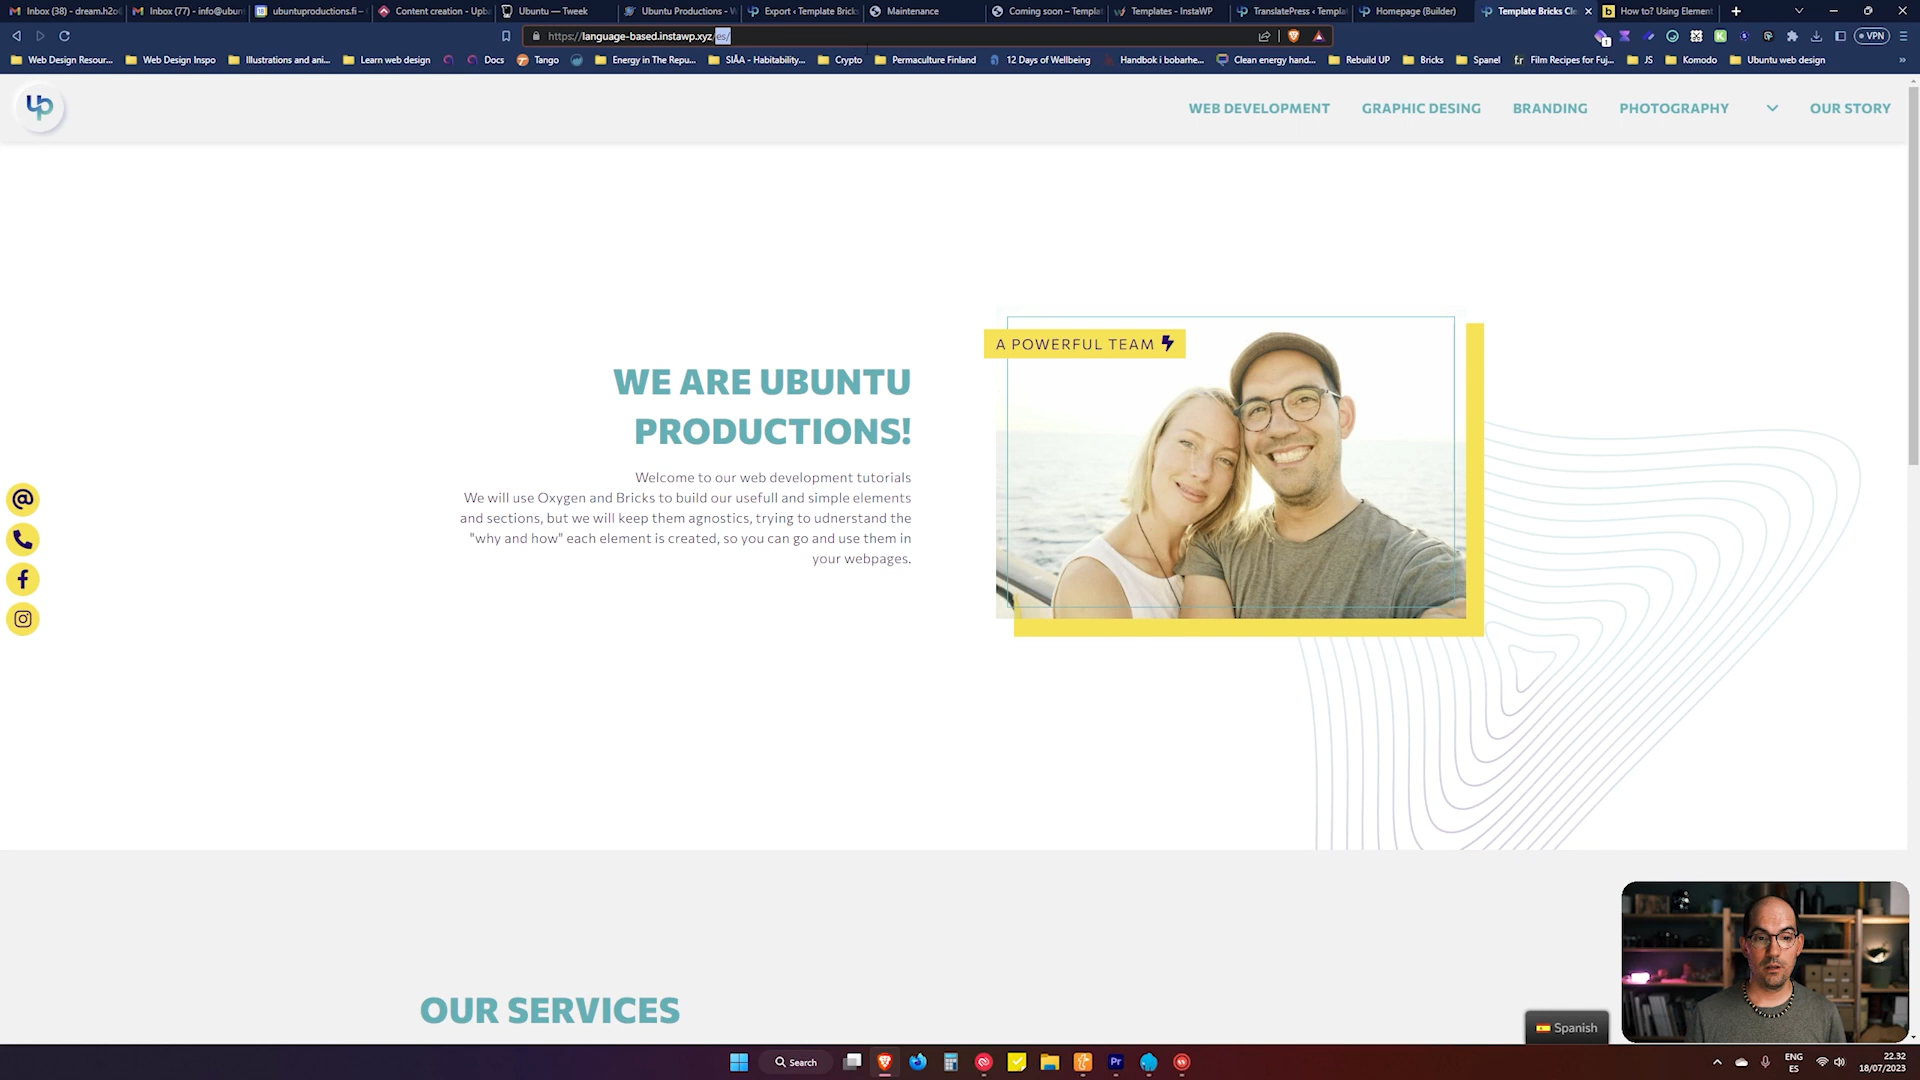 Inbox (38) - dream.h2o
Inbox (77) - info@ubun
ubuntuproductions.fi –
Content creation - Upb
Ubuntu — Tweek
Ubuntu Productions - W
Export ‹ Template Bricks
Maintenance
Coming soon – Templat
Templates - InstaWP
TranslatePress ‹ Templa
Homepage (Builder)
Template Bricks Cle
How to? Using Element
https://language-based.instawp.xyz/es/
VPN
Web Design Resour...
Web Design Inspo
Illustrations and ani...
Learn web design
Docs
Tango
Energy in The Repu...
SIÅA - Habitability...
Crypto
Permaculture Finland
12 Days of Wellbeing
Handbok i bobarhe...
Clean energy hand...
Rebuild UP
Bricks
Spanel
Film Recipes for Fuj...
JS
Komodo
Ubuntu web design
WEB DEVELOPMENT
GRAPHIC DESING
BRANDING
PHOTOGRAPHY
OUR STORY
A POWERFUL TEAM
WE ARE UBUNTU
PRODUCTIONS!
Welcome to our web development tutorials
We will use Oxygen and Bricks to build our usefull and simple elements
and sections, but we will keep them agnostics, trying to udnerstand the
"why and how" each element is created, so you can go and use them in
your webpages.
OUR SERVICES
Spanish
Search
ENG
ES
22.32
18/07/2023